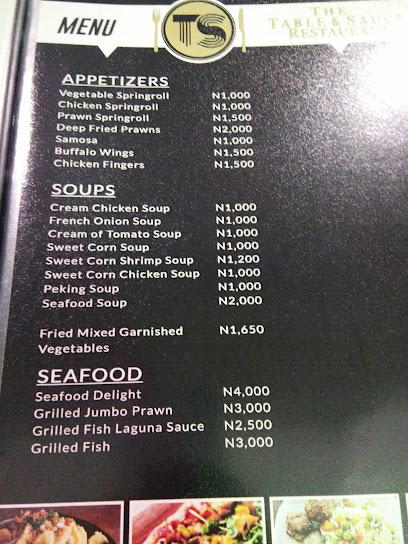 MENU
TS
THE
TABLE & SAUCE
RESTAURANT
APPETIZERS
Vegetable Springroll N1,000
Chicken Springroll N1,000
Prawn Springroll N1,500
Deep Fried Prawns N2,000
Samosa N1,000
Buffalo Wings N1,500
Chicken Fingers N1,500
SOUPS
Cream Chicken Soup N1,000
French Onion Soup N1,000
Cream of Tomato Soup N1,000
Sweet Corn Soup N1,000
Sweet Corn Shrimp Soup N1,200
Sweet Corn Chicken Soup N1,000
Peking Soup N1,000
Seafood Soup N2,000
Fried Mixed Garnished N1,650
Vegetables
SEAFOOD
Seafood Delight N4,000
Grilled Jumbo Prawn N3,000
Grilled Fish Laguna Sauce N2,500
Grilled Fish N3,000